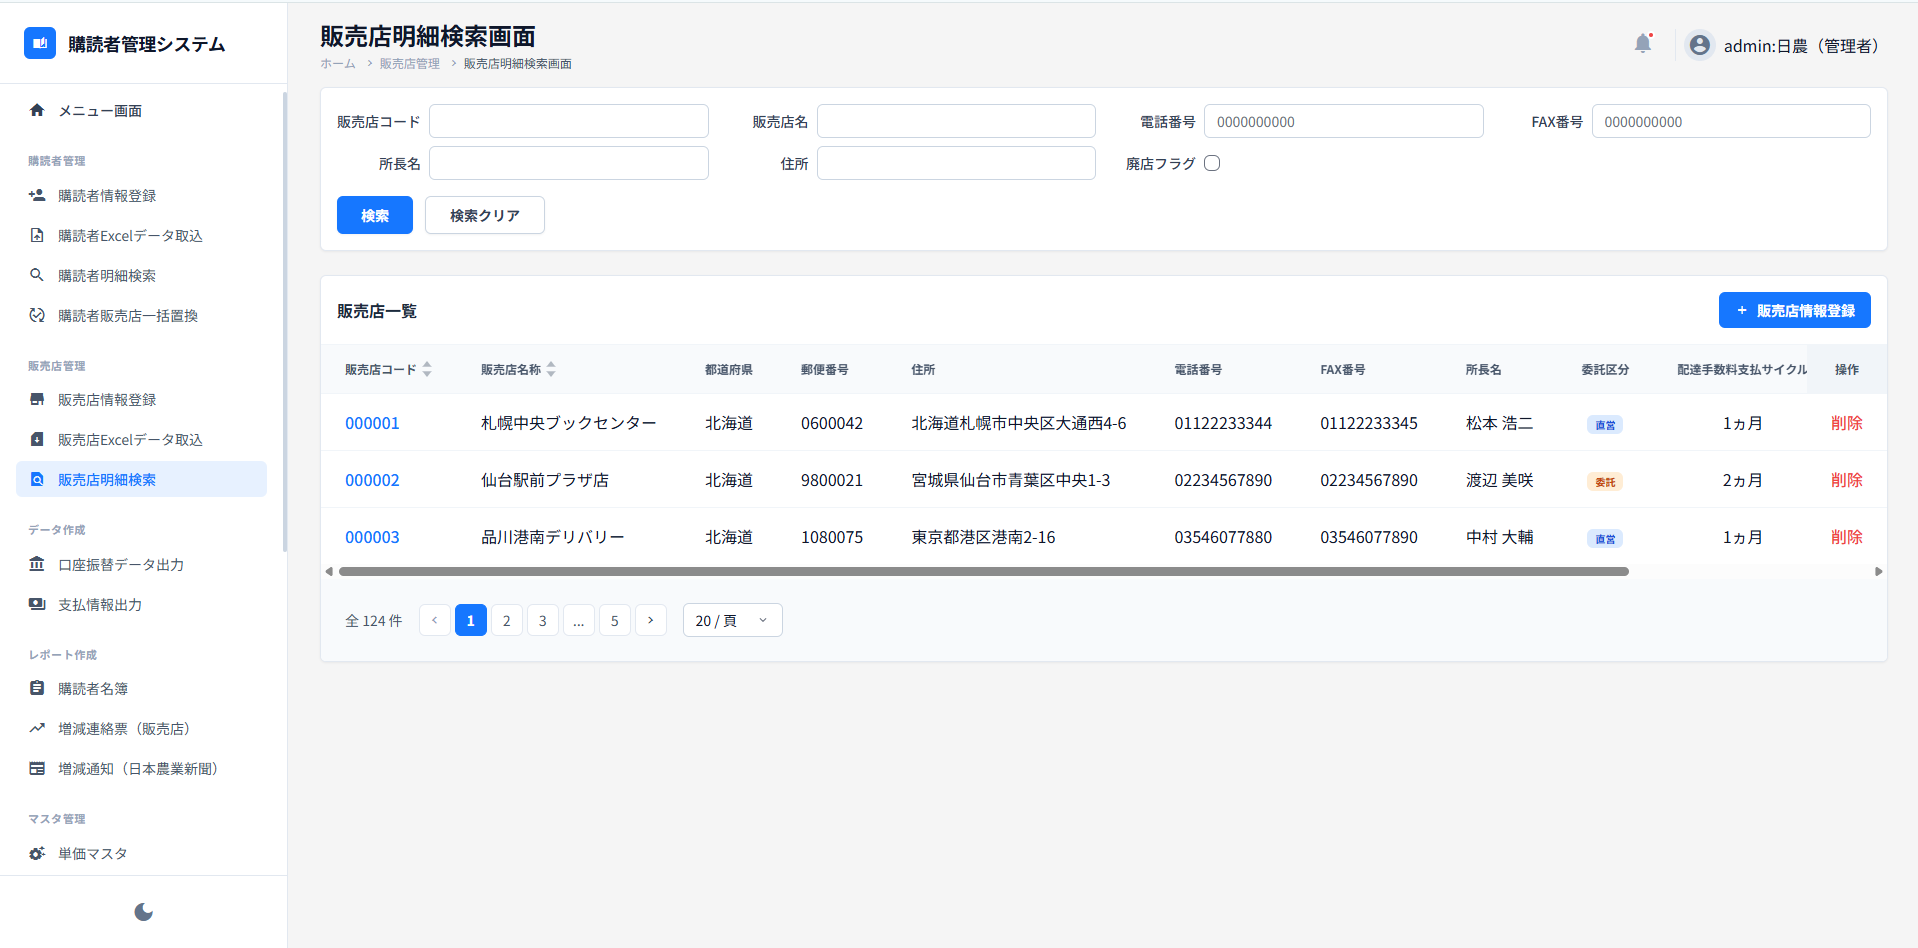 購読者管理システム
メニュー画面
購読者管理
購読者情報登録
購読者Excelデータ取込
購読者明細検索
購読者販売店一括置換
販売店管理
販売店情報登録
販売店Excelデータ取込
販売店明細検索
データ作成
口座振替データ出力
支払情報出力
レポート作成
購読者名簿
増減連絡票（販売店）
増減通知（日本農業新聞）
マスタ管理
単価マスタ
販売店明細検索画面
ホーム > 販売店管理 > 販売店明細検索画面
admin:日農（管理者）
販売店コード 販売店名 電話番号 0000000000 FAX番号 0000000000
所長名 住所 廃店フラグ
検索 検索クリア
販売店一覧
+ 販売店情報登録
販売店コード 販売店名称 都道府県 郵便番号 住所 電話番号 FAX番号 所長名 委託区分 配達手数料支払サイクル 操作
000001 札幌中央ブックセンター 北海道 0600042 北海道札幌市中央区大通西4-6 01122233344 01122233345 松本 浩二 直営 1ヵ月 削除
000002 仙台駅前プラザ店 北海道 9800021 宮城県仙台市青葉区中央1-3 02234567890 02234567890 渡辺 美咲 委託 2ヵ月 削除
000003 品川港南デリバリー 北海道 1080075 東京都港区港南2-16 03546077880 03546077890 中村 大輔 直営 1ヵ月 削除
全 124 件 < 1 2 3 ... 5 > 20 / 頁